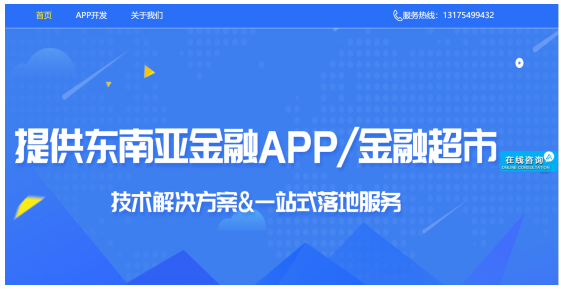 首页 APP开发 关于我们 服务热线：13175499432
提供东南亚金融APP/金融超市
在线咨询
ONLINE CONSULTATION
技术解决方案&一站式落地服务